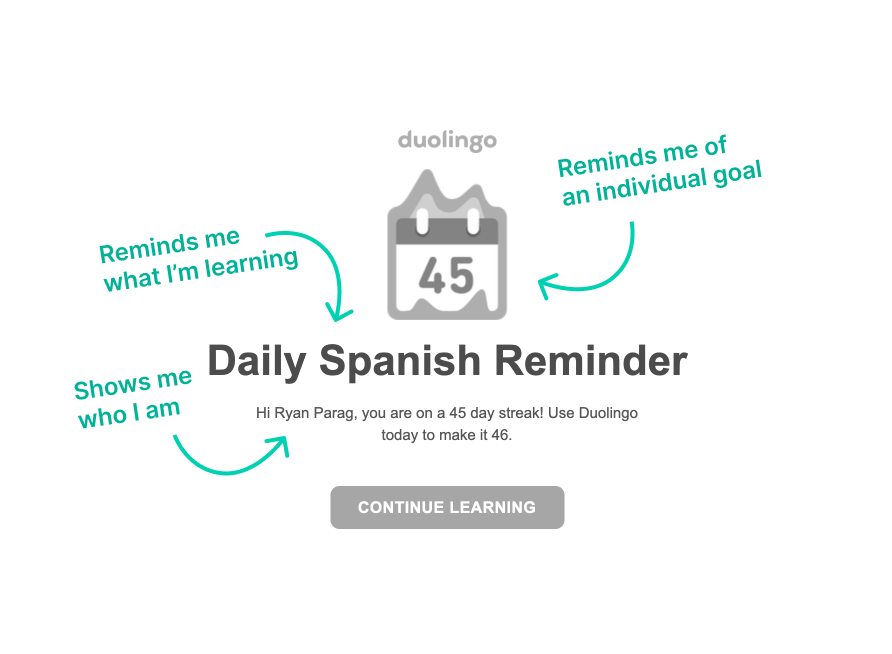 duolingo
Reminds me of
an individual goal
Reminds me
what I'm learning
45
Daily Spanish Reminder
Shows me
who I am
Hi Ryan Parag, you are on a 45 day streak! Use Duolingo
today to make it 46.
CONTINUE LEARNING